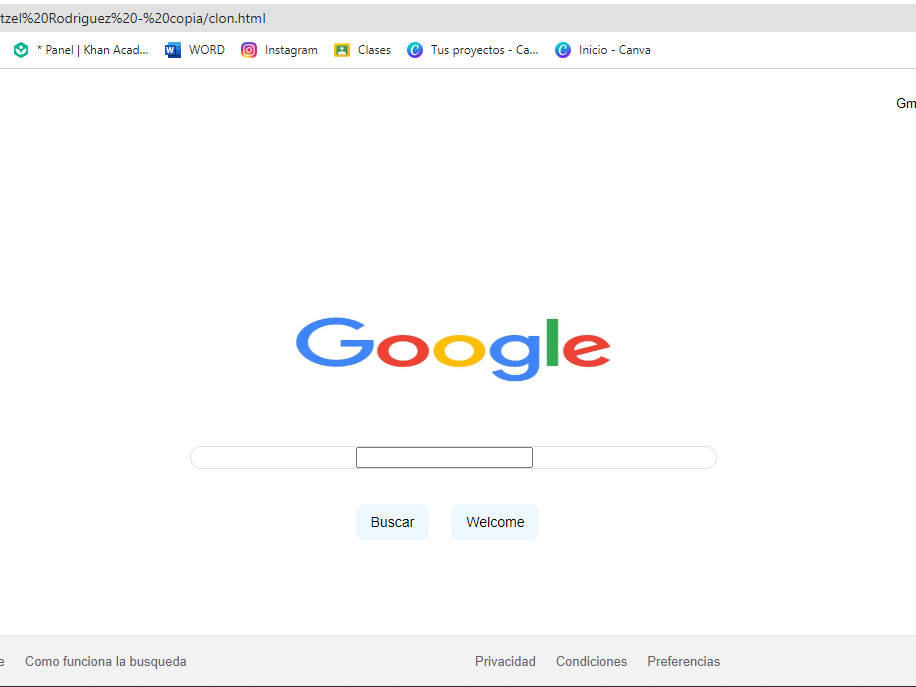 tzel%20Rodriguez%20-%20copia/clon.html
* Panel | Khan Acad... WORD Instagram Clases Tus proyectos - Ca... Inicio - Canva
Gm
Google
Buscar Welcome
e Como funciona la busqueda Privacidad Condiciones Preferencias